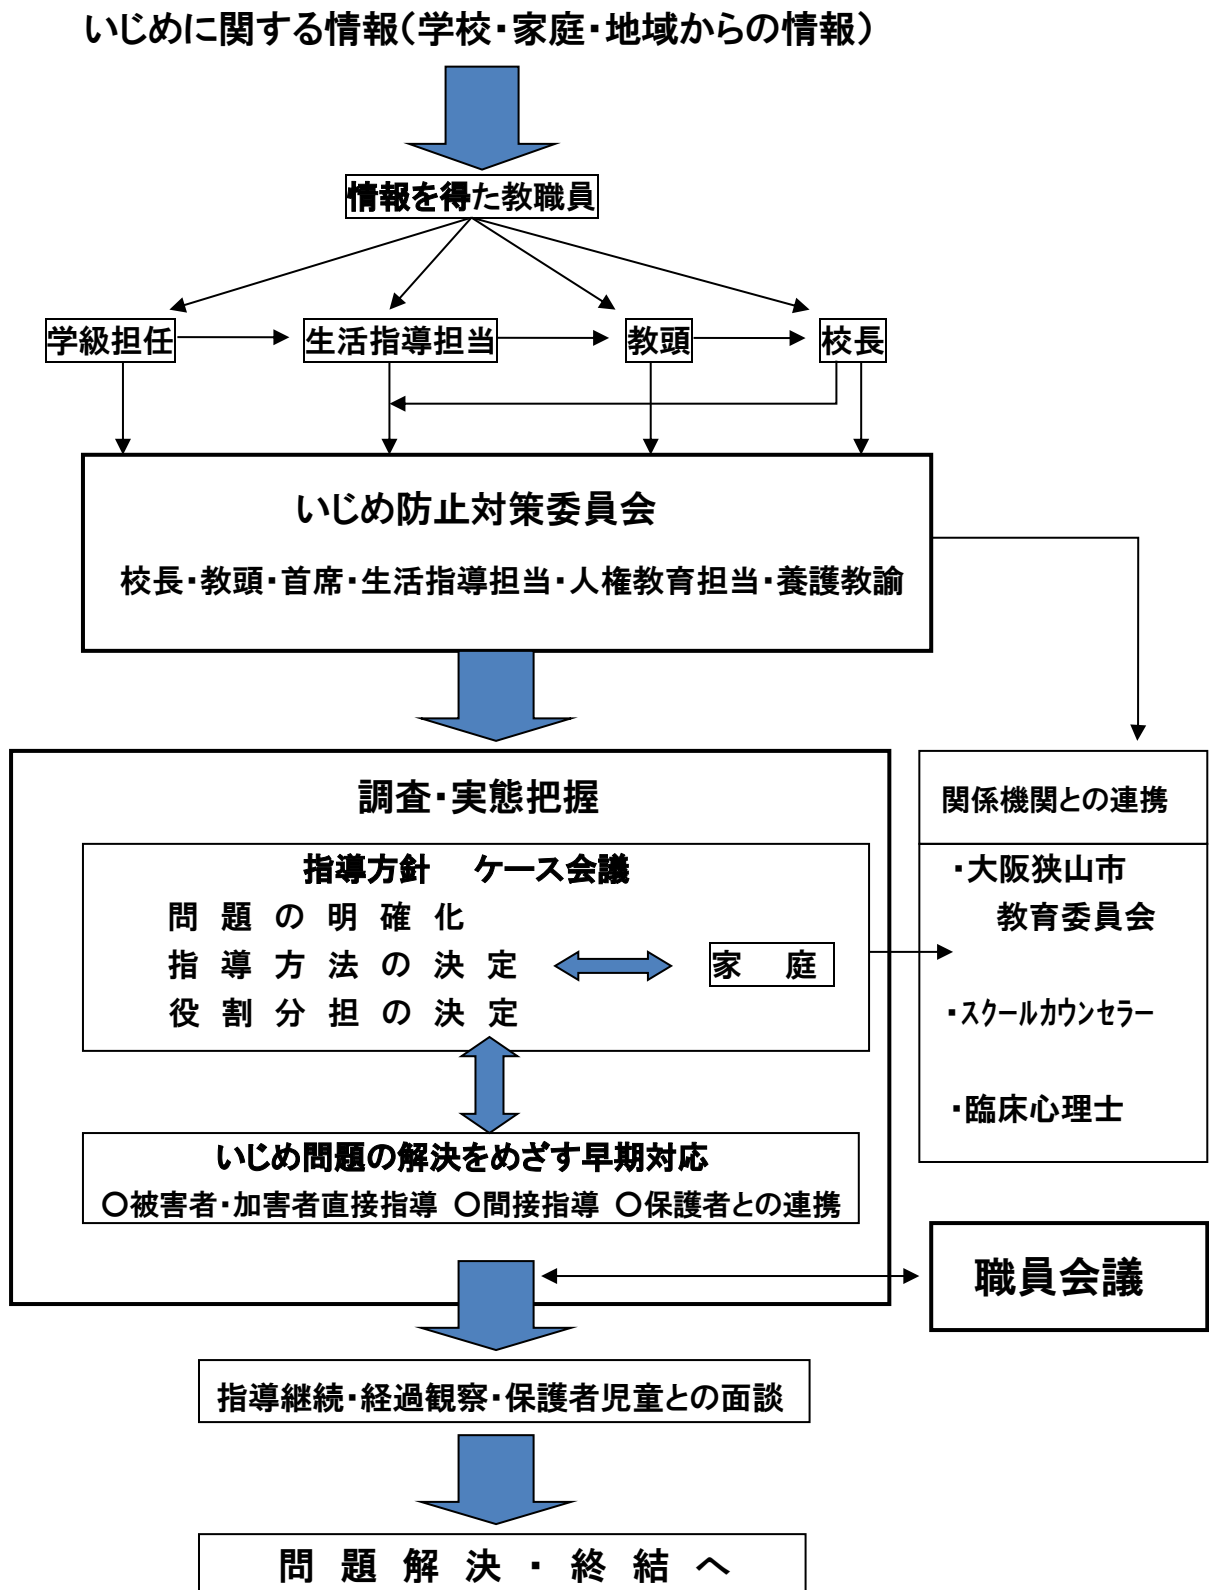 いじめに関する情報（学校・家庭・地域からの情報）
情報を得た教職員
学級担任
生活指導担当
教頭
校長
いじめ防止対策委員会
校長・教頭・首席・生活指導担当・人権教育担当・養護教諭
調査・実態把握
指導方針　ケース会議
問題の明確化
指導方法の決定
役割分担の決定
家　庭
関係機関との連携
・大阪狭山市
教育委員会
・スクールカウンセラー
・臨床心理士
いじめ問題の解決をめざす早期対応
○被害者・加害者直接指導 ○間接指導 ○保護者との連携
職員会議
指導継続・経過観察・保護者児童との面談
問題解決・終結へ